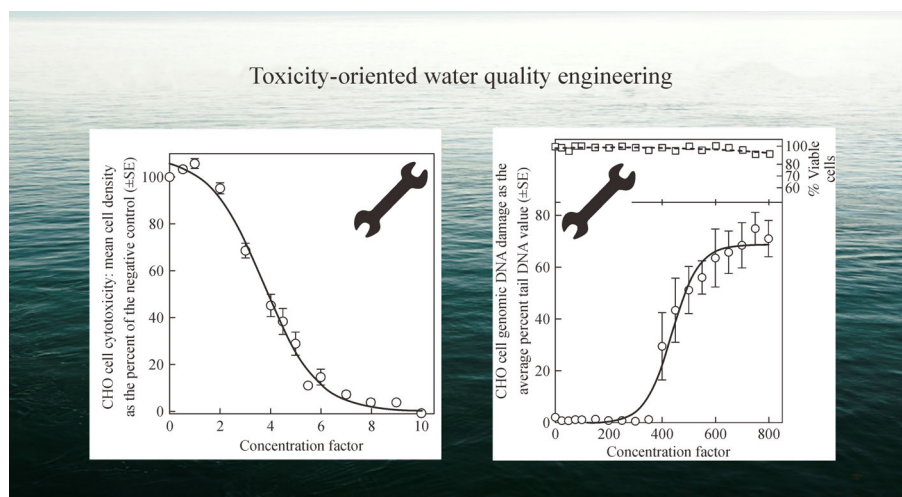 Toxicity-oriented water quality engineering
CHO cell cytotoxicity: mean cell density
as the percent of the negative control (±SE)
100
80
60
40
20
0
0
2
4
6
8
10
Concentration factor
CHO cell genomic DNA damage as the
average percent tail DNA value (±SE)
80
60
40
20
0
100
80
70
60
% Viable
cells
0
200
400
600
800
Concentration factor